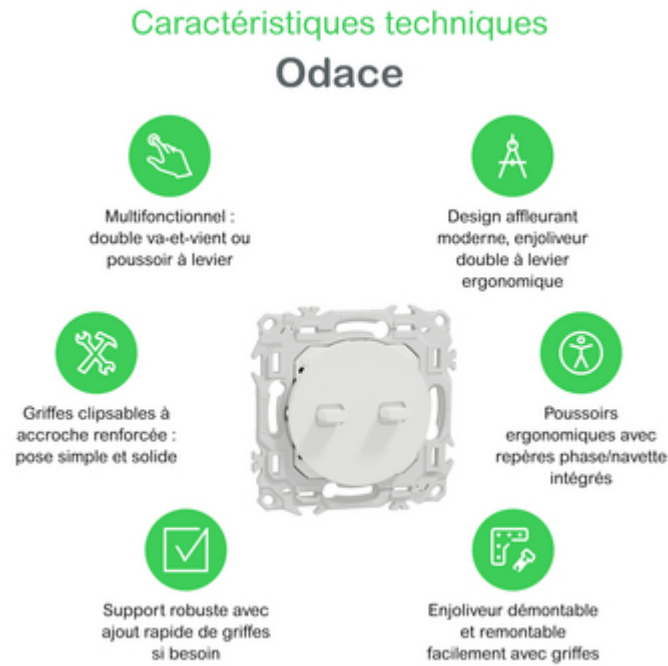 Caractéristiques techniques
Odace
Multifonctionnel :
double va-et-vient ou
poussoir à levier
Design affleurant
moderne, enjoliveur
double à levier
ergonomique
Griffes clipsables à
accroche renforcée :
pose simple et solide
Poussoirs
ergonomiques avec
repères phase/navette
intégrés
Support robuste avec
ajout rapide de griffes
si besoin
Enjoliveur démontable
et remontable
facilement avec griffes